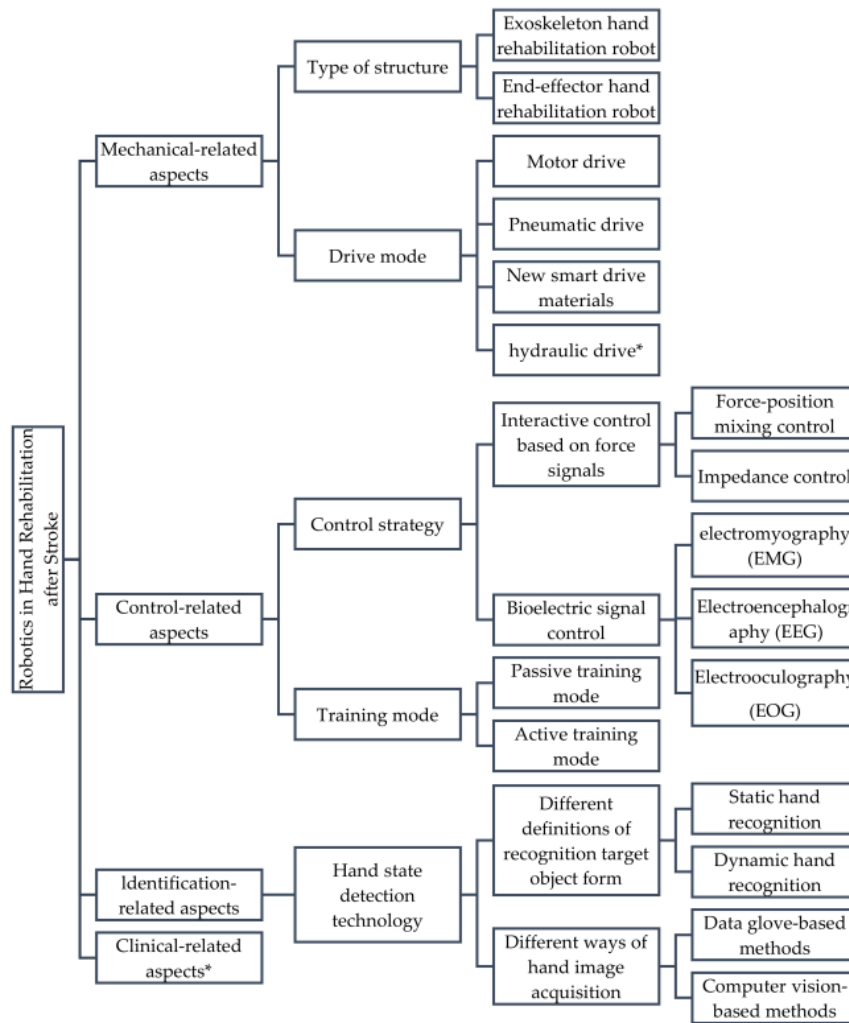 Robotics in Hand Rehabilitation
after Stroke
Mechanical-related
aspects
Type of structure
Exoskeleton hand
rehabilitation robot
End-effector hand
rehabilitation robot
Drive mode
Motor drive
Pneumatic drive
New smart drive
materials
hydraulic drive*
Control-related
aspects
Control strategy
Interactive control
based on force
signals
Force-position
mixing control
Impedance control
Bioelectric signal
control
electromyography
(EMG)
Electroencephalogr
aphy (EEG)
Electrooculography
(EOG)
Training mode
Passive training
mode
Active training
mode
Identification-
related aspects
Hand state
detection
technology
Different
definitions of
recognition target
object form
Static hand
recognition
Dynamic hand
recognition
Different ways of
hand image
acquisition
Data glove-based
methods
Computer vision-
based methods
Clinical-related
aspects*